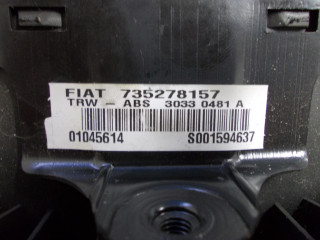 FIAT 735278157
TRW - ABS 3033 0481 A
01045614 S001594637